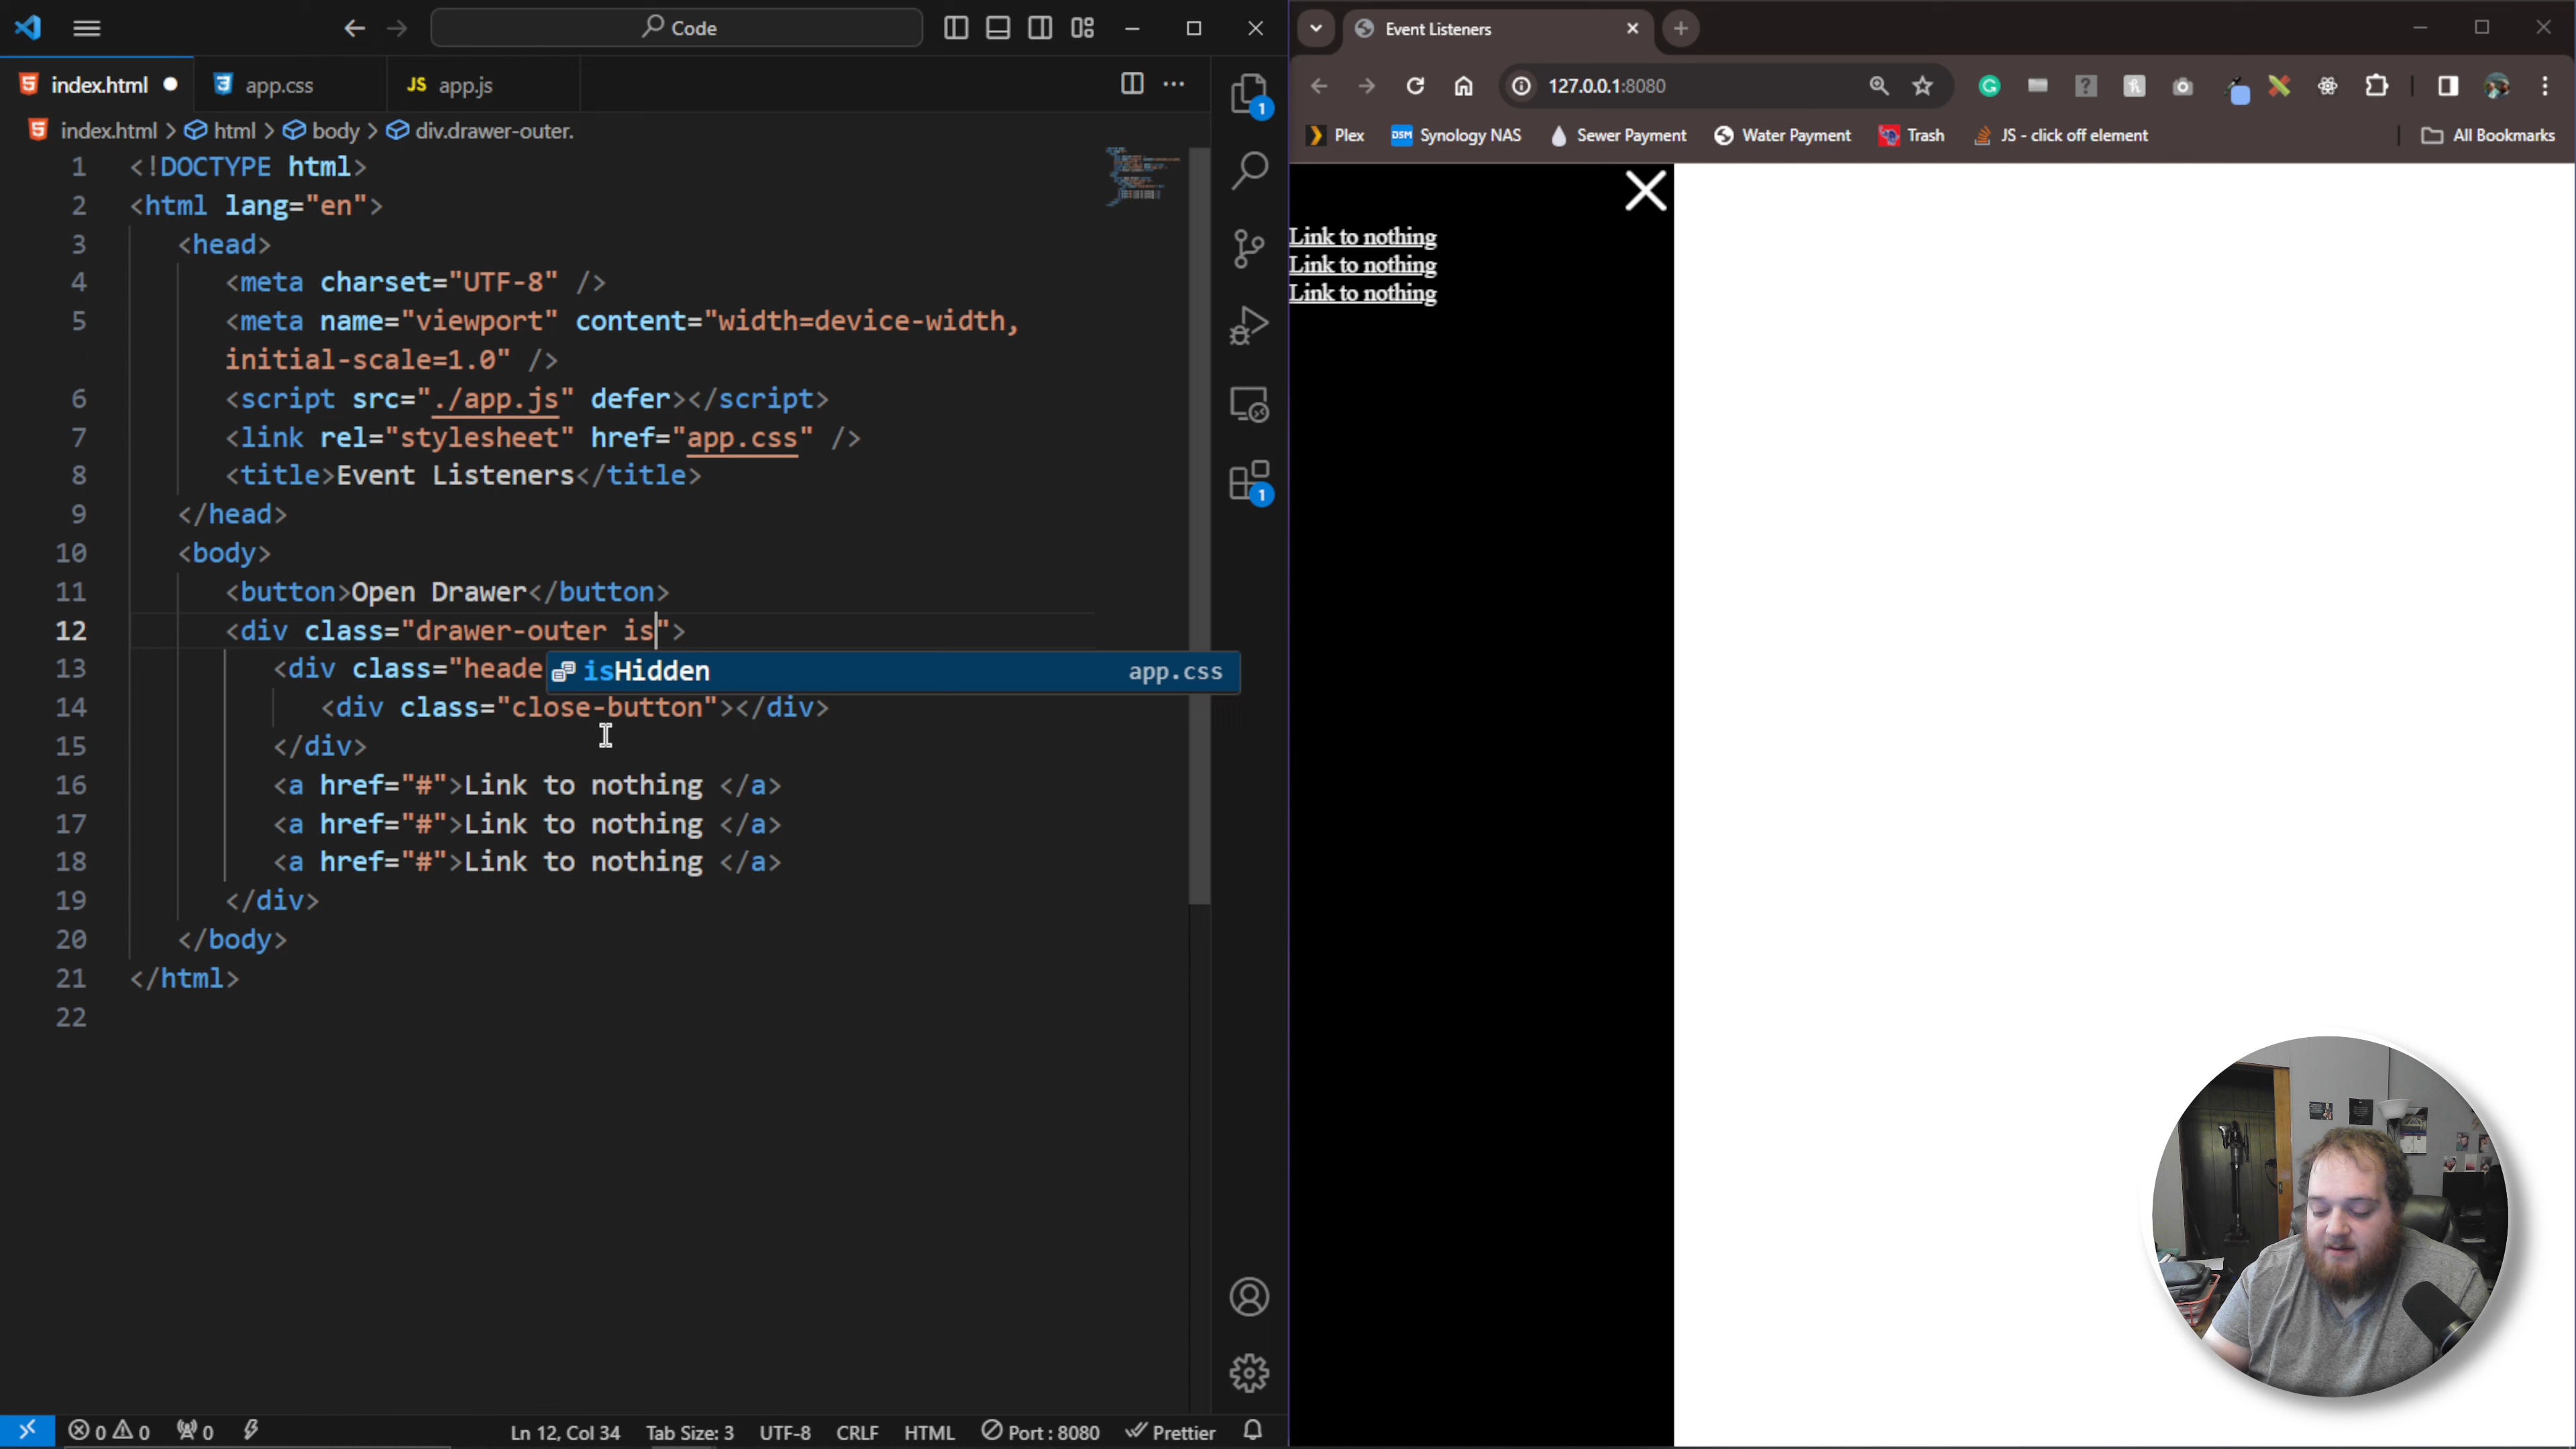 Code
index.html
app.css
JS app.js
1
index.html > html > body > div.drawer-outer.
1 <!DOCTYPE html>
2 <html lang="en">
3 <head>
4 <meta charset="UTF-8" />
5 <meta name="viewport" content="width=device-width,
initial-scale=1.0" />
6 <script src="./app.js" defer></script>
7 <link rel="stylesheet" href="app.css" />
8 <title>Event Listeners</title>
9 </head>
10 <body>
11 <button>Open Drawer</button>
12 <div class="drawer-outer is">
13 <div class="heade
isHidden app.css
14 <div class="close-button"></div>
15 </div>
16 <a href="#">Link to nothing </a>
17 <a href="#">Link to nothing </a>
18 <a href="#">Link to nothing </a>
19 </div>
20 </body>
21 </html>
22
1
0 0 0 Ln 12, Col 34 Tab Size: 3 UTF-8 CRLF HTML Port : 8080 Prettier
Event Listeners
127.0.0.1:8080
Plex DSM Synology NAS Sewer Payment Water Payment Trash JS - click off element All Bookmarks
Link to nothing
Link to nothing
Link to nothing